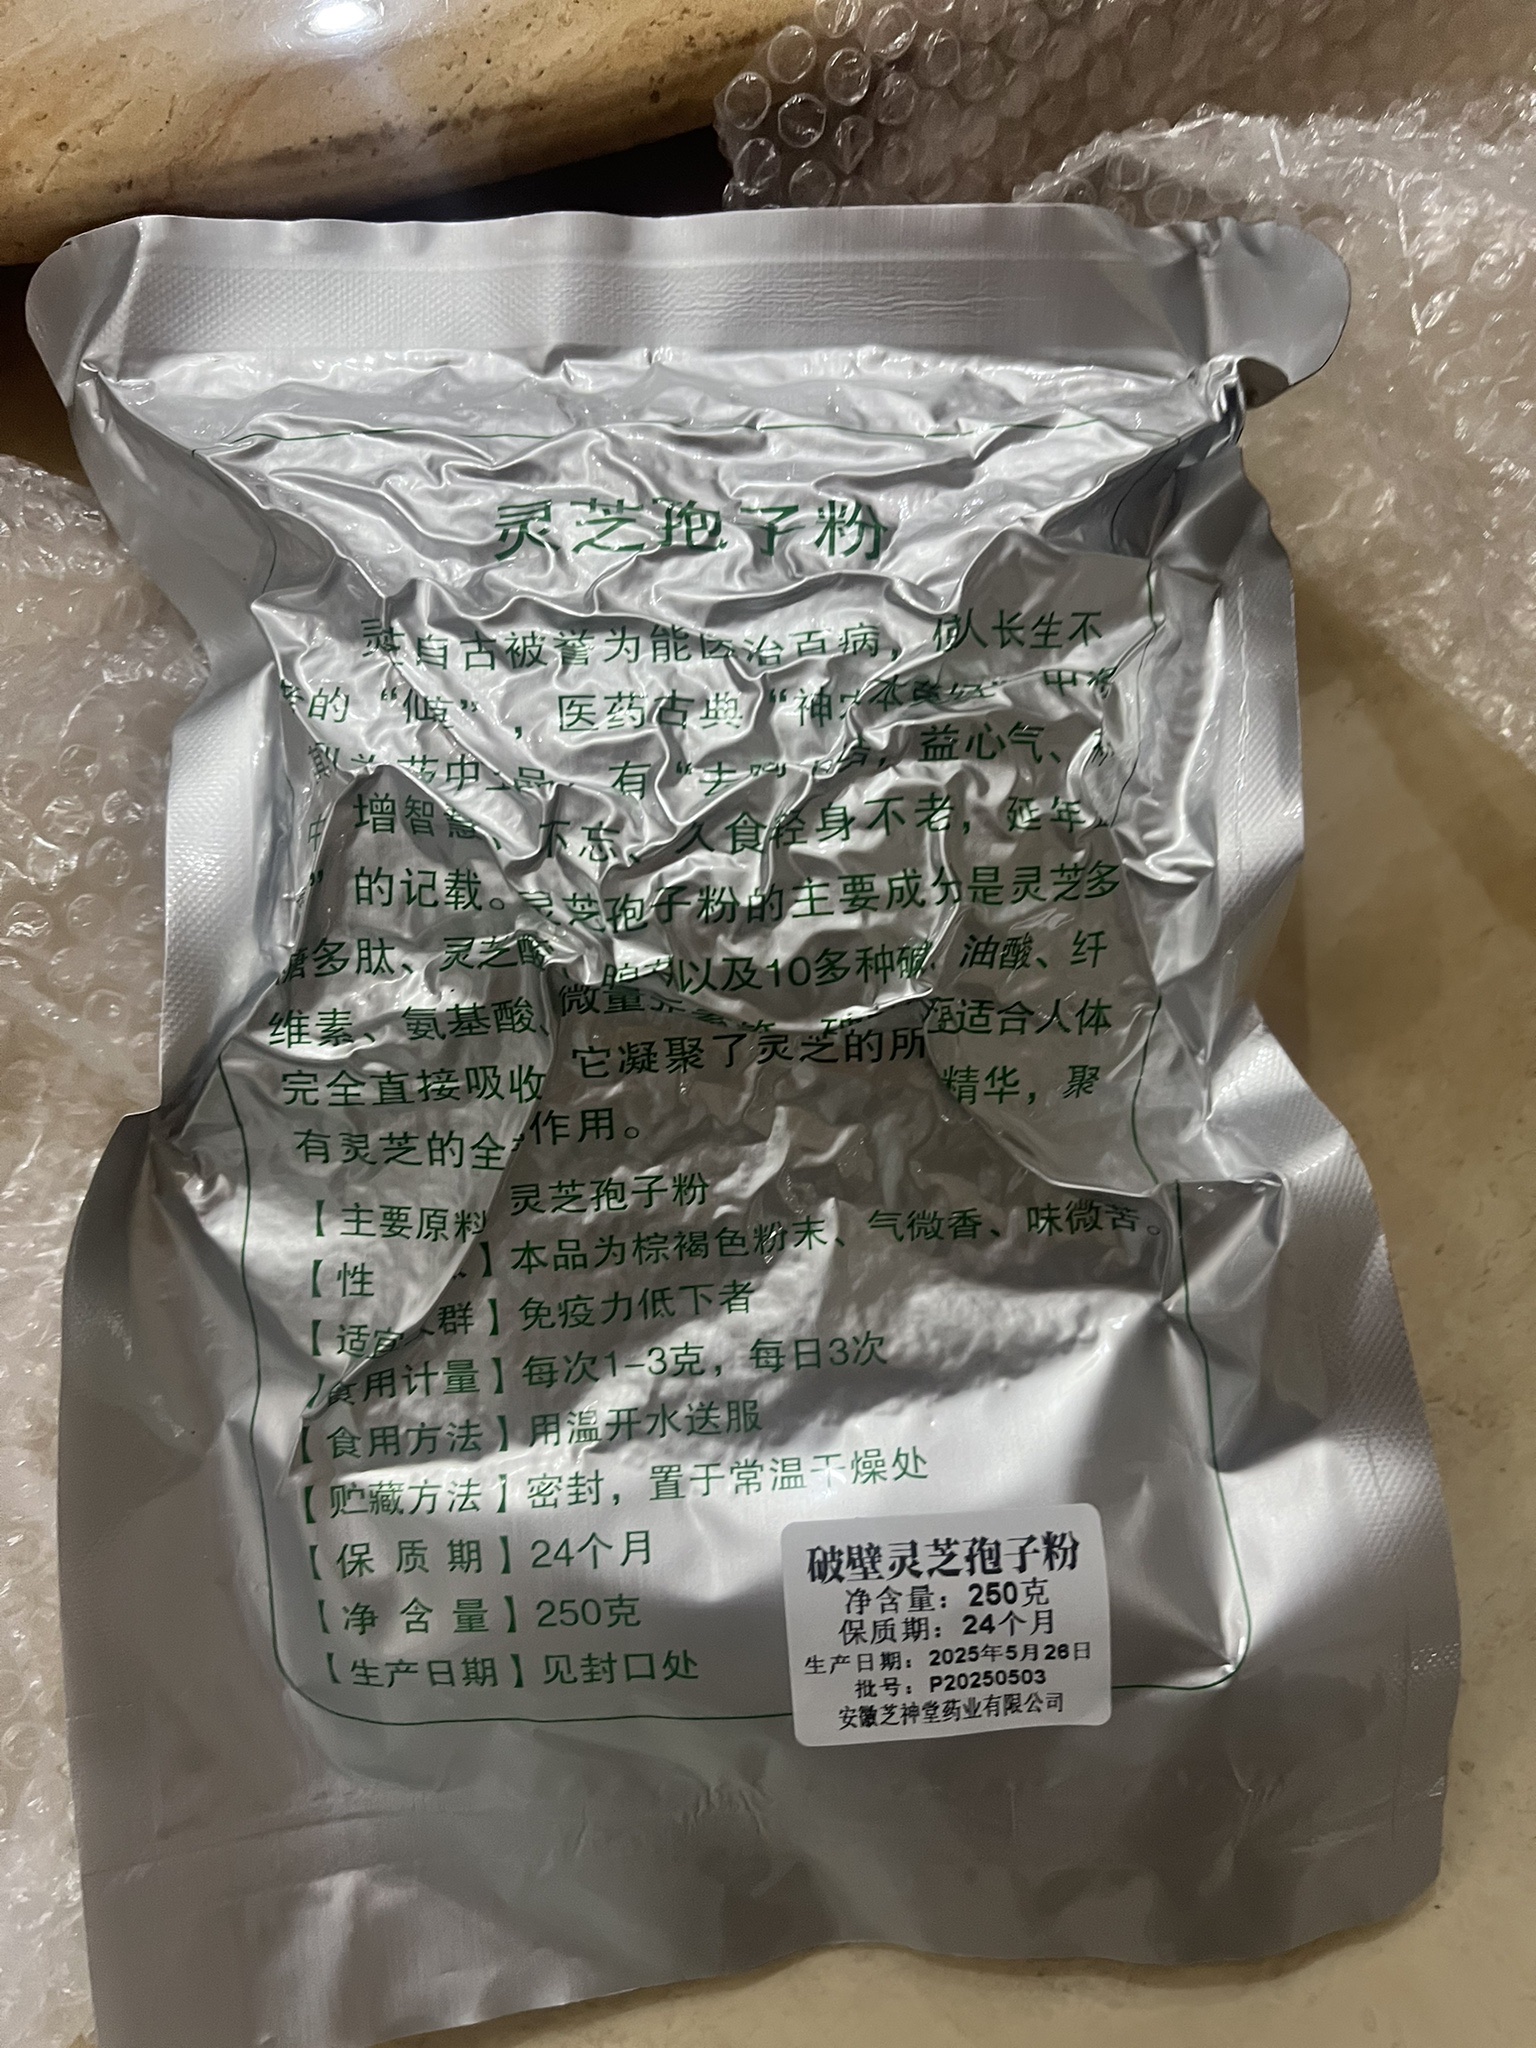 灵芝孢子粉
自古被誉为能医治百病，使人长生不
的“仙 ”，医药古典“神农本草经”中
中 品，有“去 ，益心气、
增智慧、不忘、久食轻身不老，延年
”的记载。灵芝孢子粉的主要成分是灵芝多
糖多肽、灵芝酸、 以及10多种 油酸、纤
维素、氨基酸、微量 适合人体
完全直接吸收 它凝聚了灵芝的所 精华，聚
有灵芝的全 作用。
【主要原料 灵芝孢子粉
【性 】本品为棕褐色粉末、气微香、味微苦。
【适宜人群】免疫力低下者
食用计量】每次1-3克，每日3次
【食用方法】用温开水送服
【贮藏方法】密封，置于常温干燥处
【保质期】24个月
【净含量】250克
【生产日期】见封口处
破壁灵芝孢子粉
净含量：250克
保质期：24个月
生产日期：2025年5月26日
批号：P20250503
安徽芝神堂药业有限公司